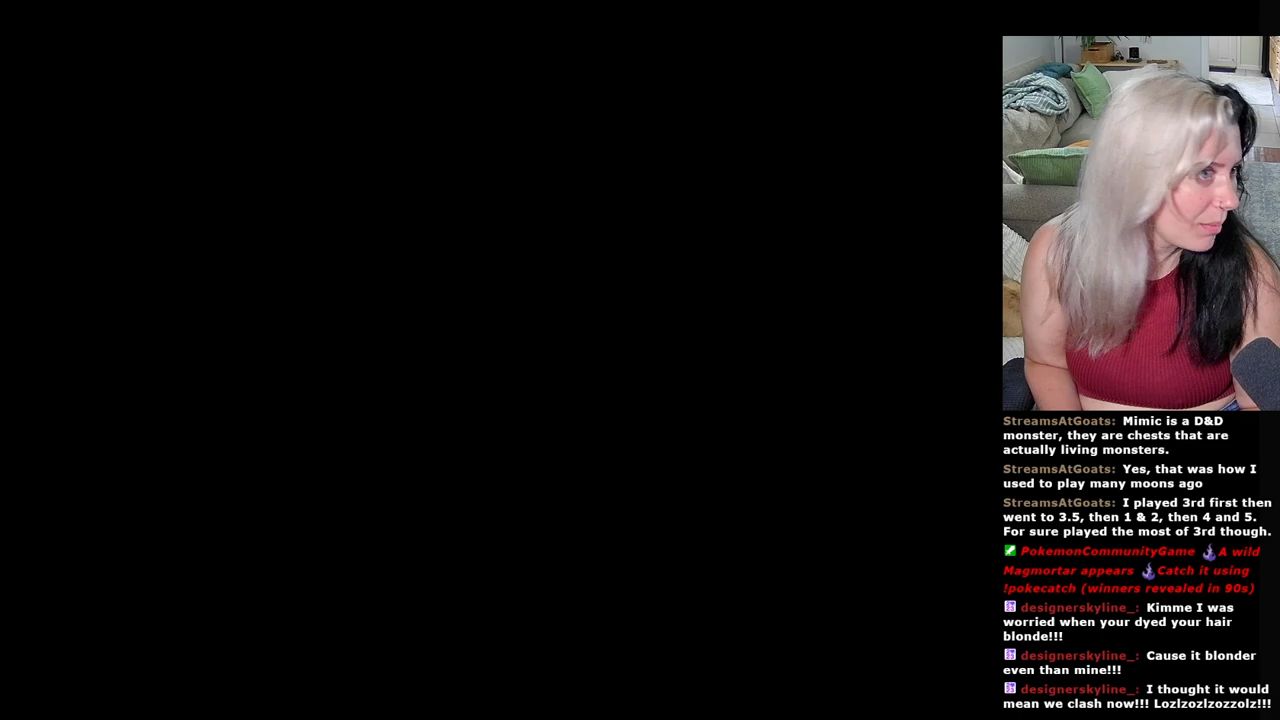 StreamsAtGoats: Mimic is a D&D
monster, they are chests that are
actually living monsters.
StreamsAtGoats: Yes, that was how I
used to play many moons ago
StreamsAtGoats: I played 3rd first then
went to 3.5, then 1 & 2, then 4 and 5.
For sure played the most of 3rd though.
PokemonCommunityGame A wild
Magmortar appears Catch it using
!pokecatch (winners revealed in 90s)
designerskyline_: Kimme I was
worried when your dyed your hair
blonde!!!
designerskyline_: Cause it blonder
even than mine!!!
designerskyline_: I thought it would
mean we clash now!!! Lozlzozlzozzolz!!!